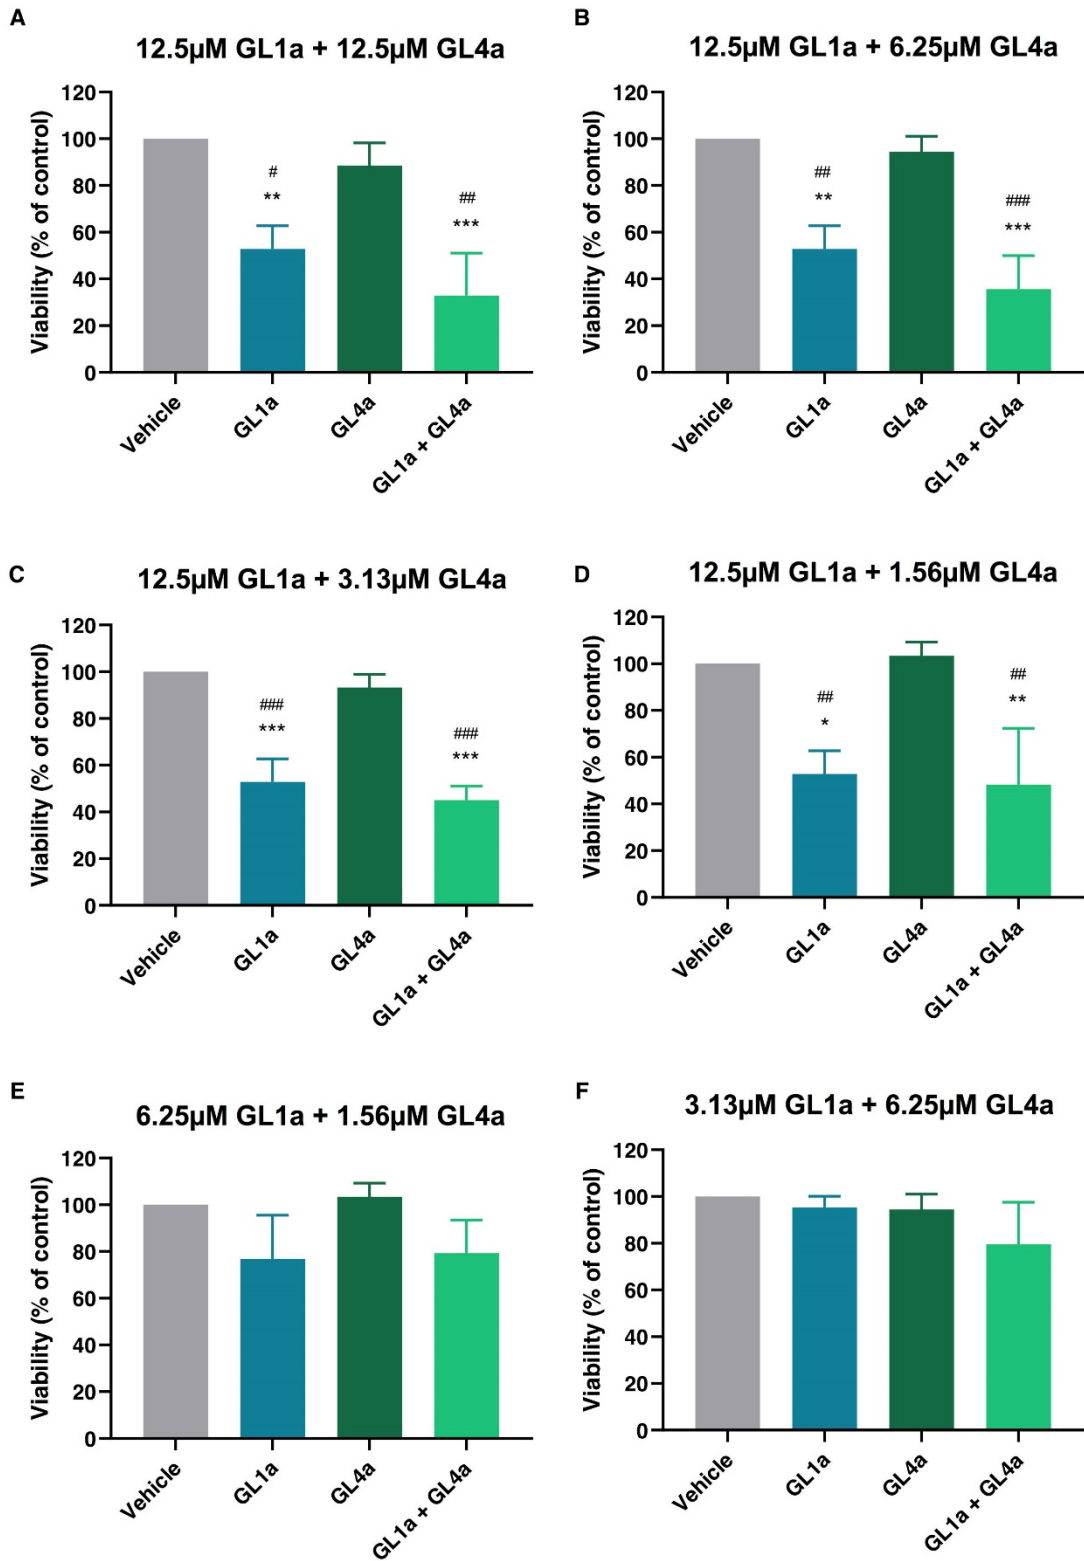 A
12.5µM GL1a + 12.5µM GL4a
Viability (% of control)
120
100
80
60
40
20
0
#
**
##
***
Vehicle
GL1a
GL4a
GL1a + GL4a
B
12.5µM GL1a + 6.25µM GL4a
Viability (% of control)
120
100
80
60
40
20
0
##
**
###
***
Vehicle
GL1a
GL4a
GL1a + GL4a
C
12.5µM GL1a + 3.13µM GL4a
Viability (% of control)
120
100
80
60
40
20
0
###
***
###
***
Vehicle
GL1a
GL4a
GL1a + GL4a
D
12.5µM GL1a + 1.56µM GL4a
Viability (% of control)
120
100
80
60
40
20
0
##
*
##
**
Vehicle
GL1a
GL4a
GL1a + GL4a
E
6.25µM GL1a + 1.56µM GL4a
Viability (% of control)
120
100
80
60
40
20
0
Vehicle
GL1a
GL4a
GL1a + GL4a
F
3.13µM GL1a + 6.25µM GL4a
Viability (% of control)
120
100
80
60
40
20
0
Vehicle
GL1a
GL4a
GL1a + GL4a